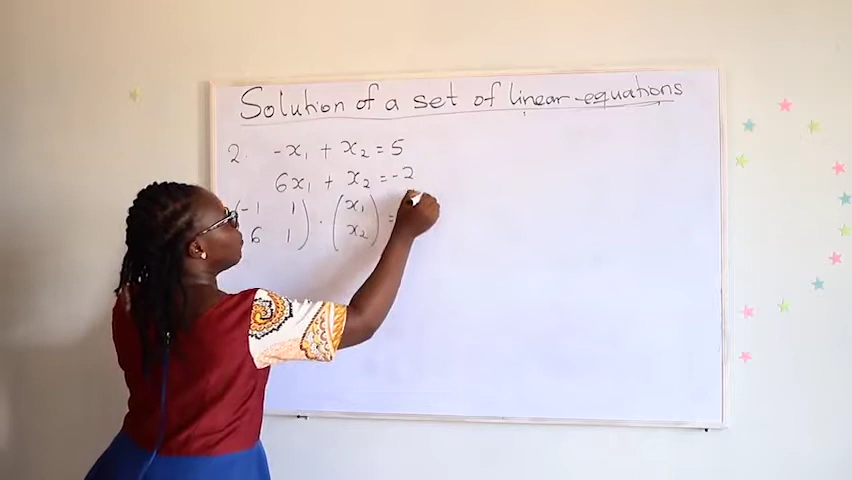 Solution of a set of linear equations
2. -x₁ + x₂ = 5
6x₁ + x₂ = -2
(-1 1) · (x₁) =
6 1 x₂